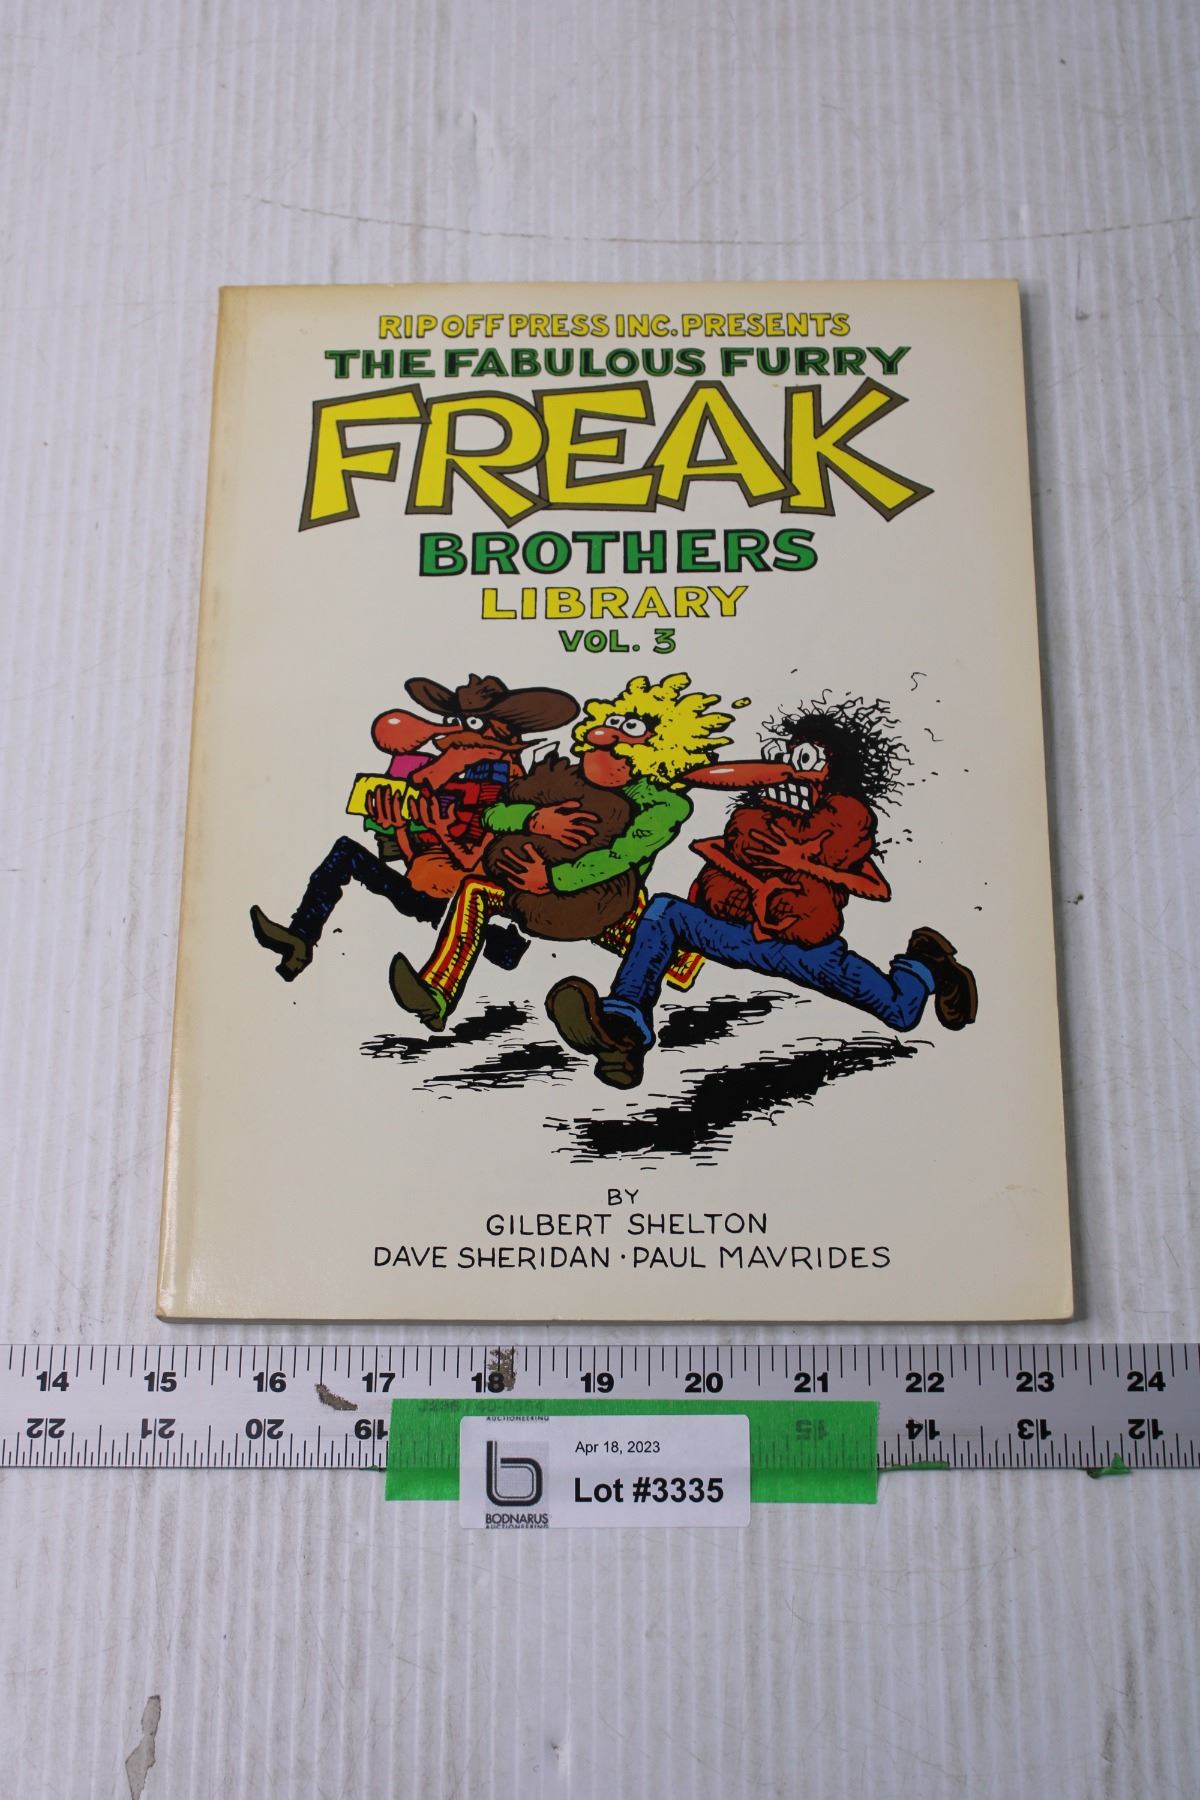 RIP OFF PRESS INC. PRESENTS
THE FABULOUS FURRY
FREAK
BROTHERS
LIBRARY
VOL. 3
BY
GILBERT SHELTON
DAVE SHERIDAN · PAUL MAVRIDES
14 15 16 17 18 19 20 21 22 23 24
22 21 20 19 15 14 13 12
AUCTIONEERING
Apr 18, 2023
Lot #3335
BODNARUS
AUCTIONEERING